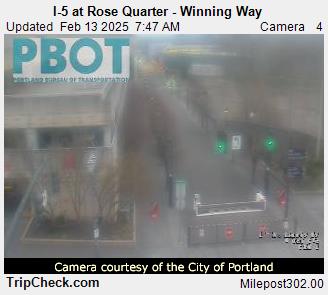 I-5 at Rose Quarter - Winning Way
Updated Feb 13 2025 7:47 AM Camera 4
PBOT
PORTLAND BUREAU OF TRANSPORTATION
Camera courtesy of the City of Portland
TripCheck.com Milepost302.00